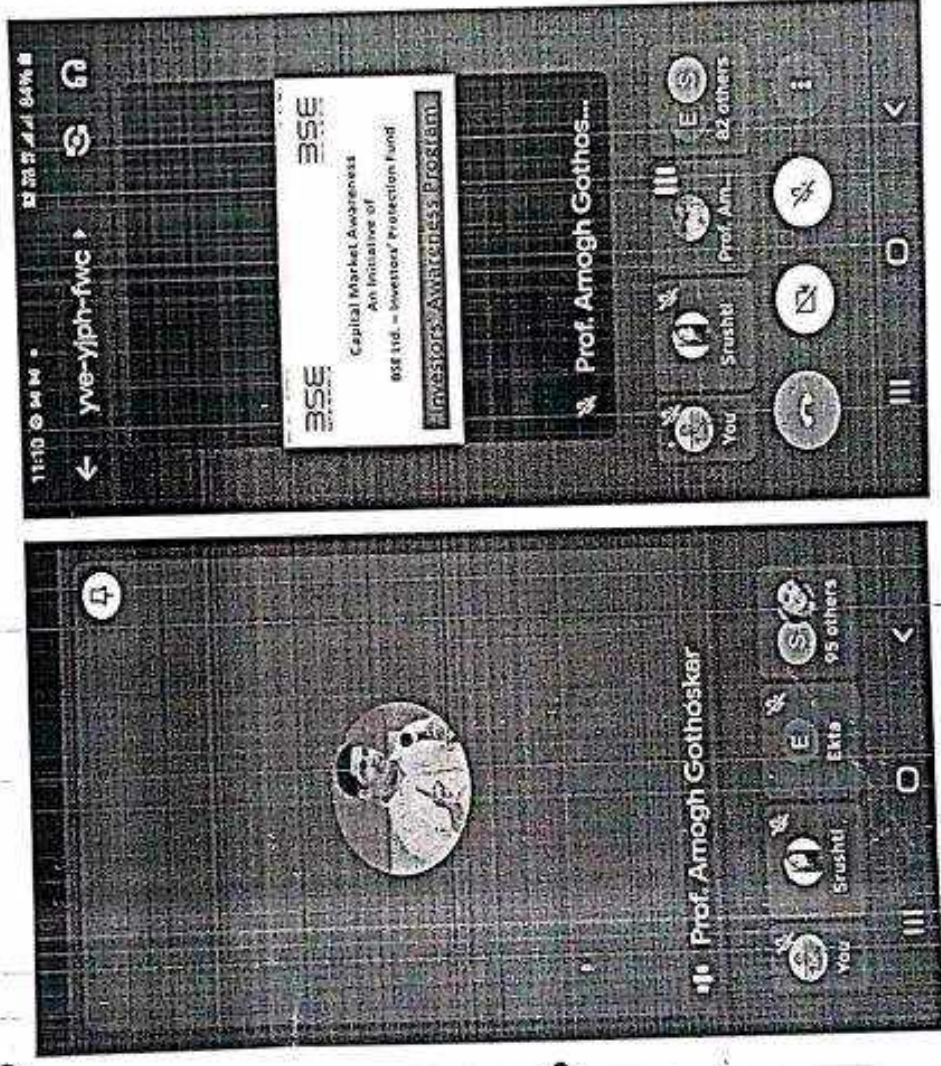 11:10
84%
yve-yjph-fwc
BSE
BSE
Capital Market Awareness
An Initiative of
BSE Ltd. – Investors' Protection Fund
Investors' Awareness Program
Prof. Amogh Gothos...
You
Srushti
Prof. Am...
E
S
82 others
Prof. Amogh Gothoskar
You
Srushti
E
Ekta
S
95 others